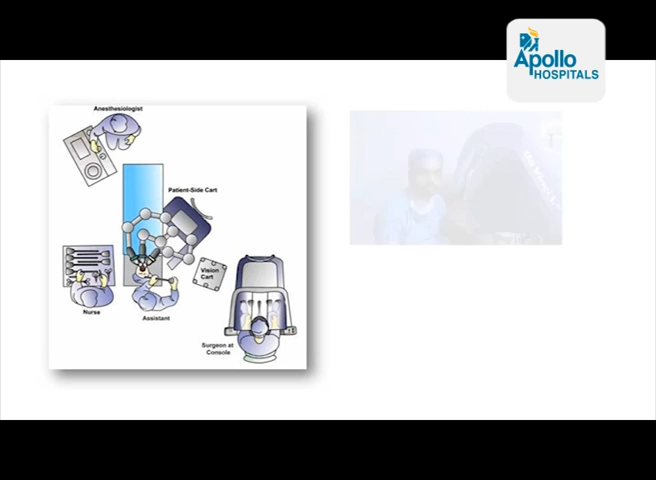 Apollo
HOSPITALS
Anesthesiologist
Patient-Side Cart
Vision
Cart
Nurse
Assistant
Surgeon at
Console